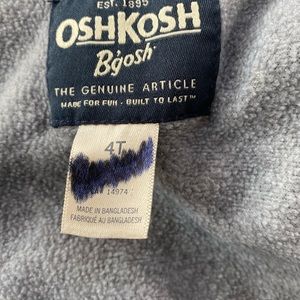 EST. 1895
OSHKOSH
B'gosh
THE GENUINE ARTICLE
MADE FOR FUN · BUILT TO LAST™
4T
14974
MADE IN BANGLADESH
FABRIQUÉ AU BANGLADESH